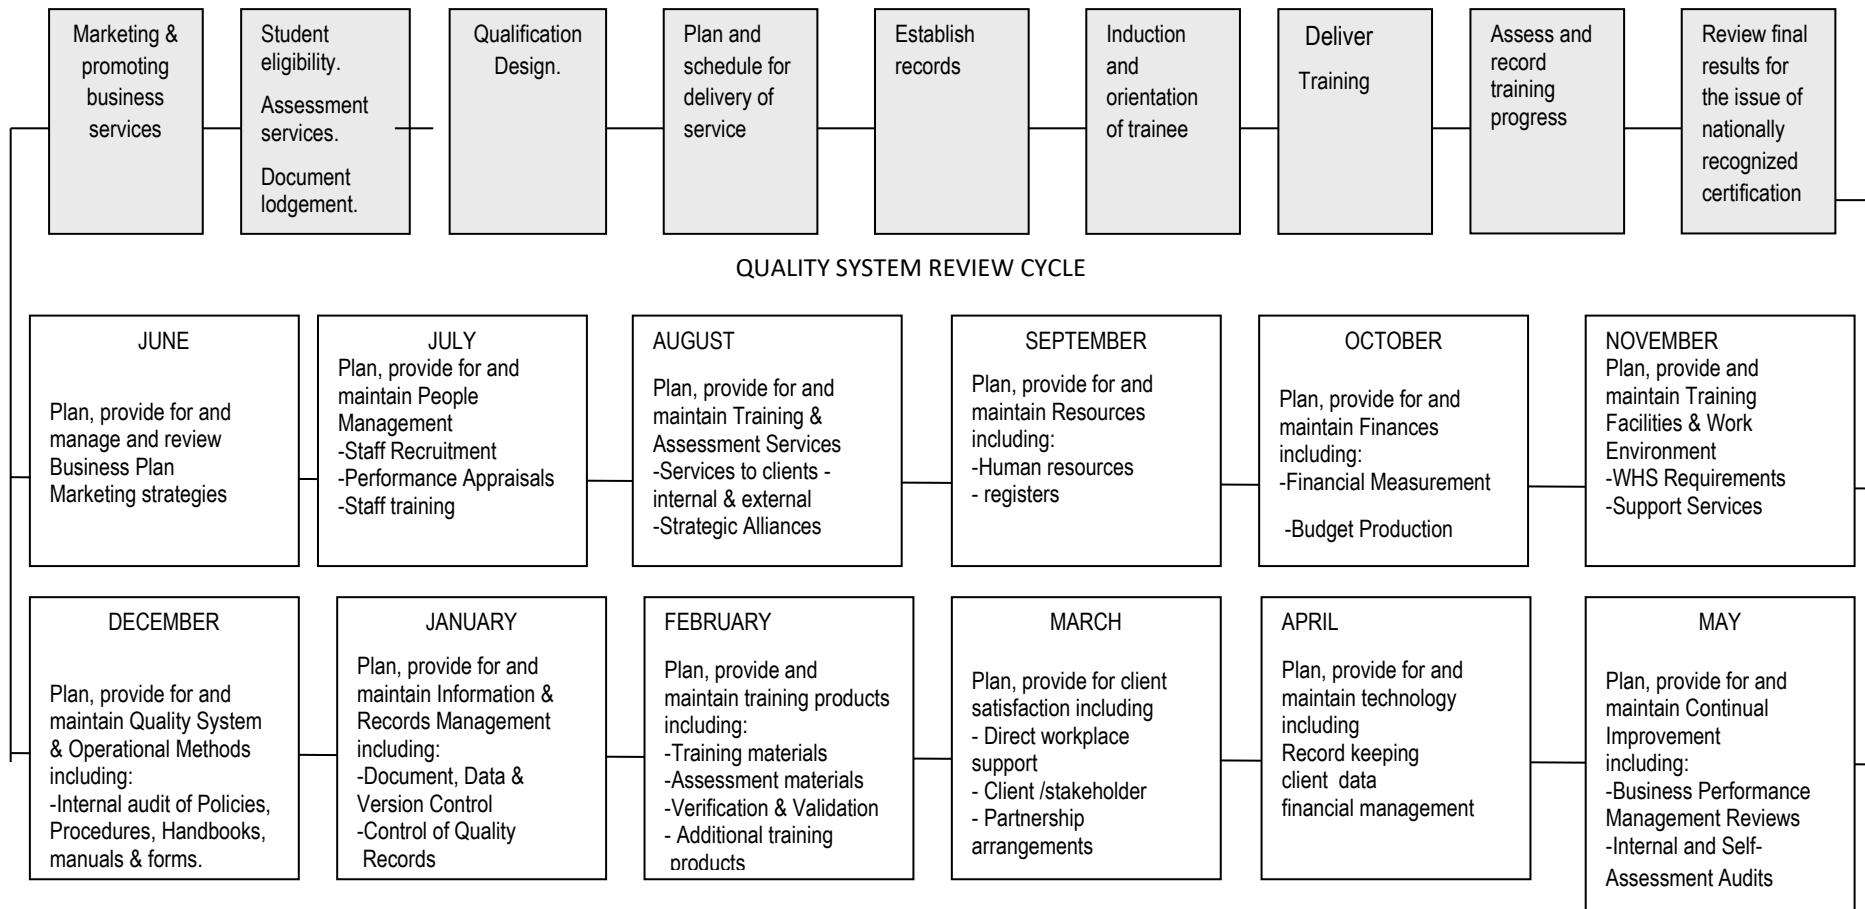 Marketing &
promoting
business
services
Student
eligibility.
Assessment
services.
Document
lodgement.
Qualification
Design.
Plan and
schedule for
delivery of
service
Establish
records
Induction
and
orientation
of trainee
Deliver
Training
Assess and
record
training
progress
Review final
results for
the issue of
nationally
recognized
certification
QUALITY SYSTEM REVIEW CYCLE
JUNE
Plan, provide for and
manage and review
Business Plan
Marketing strategies
JULY
Plan, provide for and
maintain People
Management
-Staff Recruitment
-Performance Appraisals
-Staff training
AUGUST
Plan, provide for and
maintain Training &
Assessment Services
-Services to clients -
internal & external
-Strategic Alliances
SEPTEMBER
Plan, provide for and
maintain Resources
including:
-Human resources
- registers
OCTOBER
Plan, provide for and
maintain Finances
including:
-Financial Measurement
-Budget Production
NOVEMBER
Plan, provide and
maintain Training
Facilities & Work
Environment
-WHS Requirements
-Support Services
DECEMBER
Plan, provide for and
maintain Quality System
& Operational Methods
including:
-Internal audit of Policies,
Procedures, Handbooks,
manuals & forms.
JANUARY
Plan, provide for and
maintain Information &
Records Management
including:
-Document, Data &
Version Control
-Control of Quality
Records
FEBRUARY
Plan, provide and
maintain training products
including:
-Training materials
-Assessment materials
-Verification & Validation
- Additional training
products
MARCH
Plan, provide for client
satisfaction including
- Direct workplace
support
- Client /stakeholder
- Partnership
arrangements
APRIL
Plan, provide for and
maintain technology
including
Record keeping
client data
financial management
MAY
Plan, provide for and
maintain Continual
Improvement
including:
-Business Performance
Management Reviews
-Internal and Self-
Assessment Audits